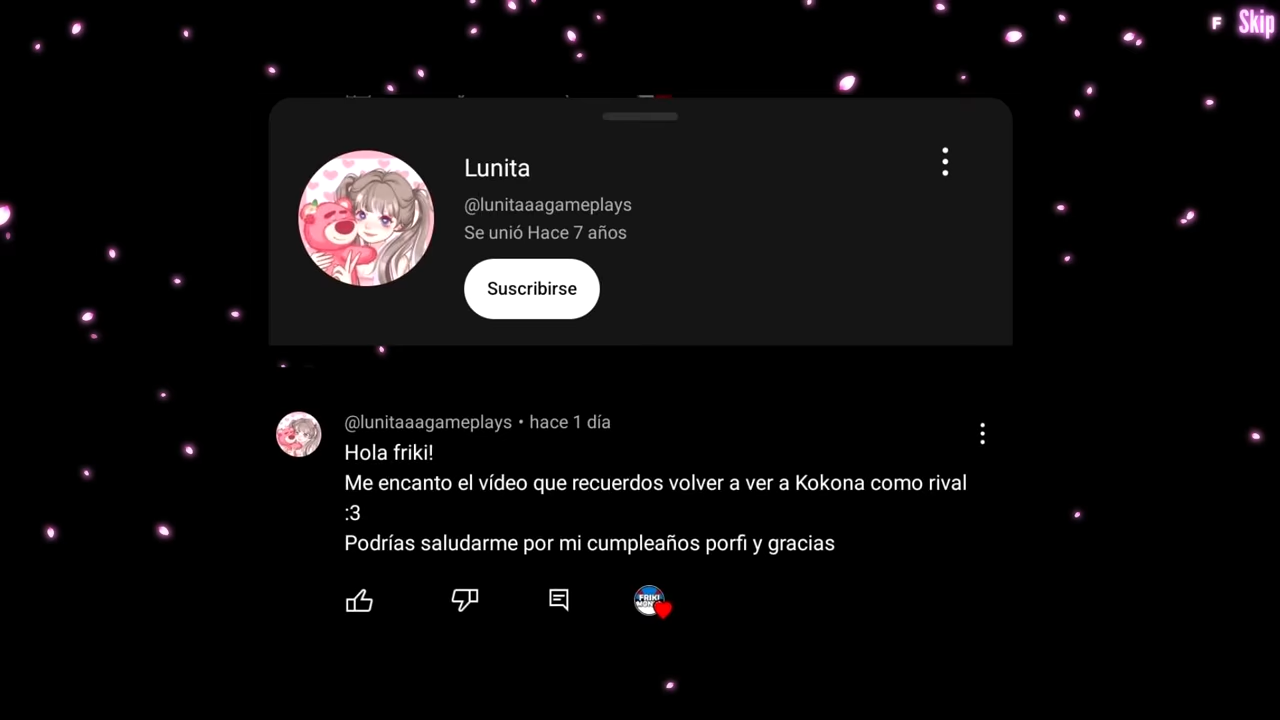 F Skip
Lunita
@lunitaaagameplays
Se unió Hace 7 años
Suscribirse
@lunitaaagameplays • hace 1 día
Hola friki!
Me encanto el vídeo que recuerdos volver a ver a Kokona como rival
:3
Podrías saludarme por mi cumpleaños porfi y gracias
FRIKI